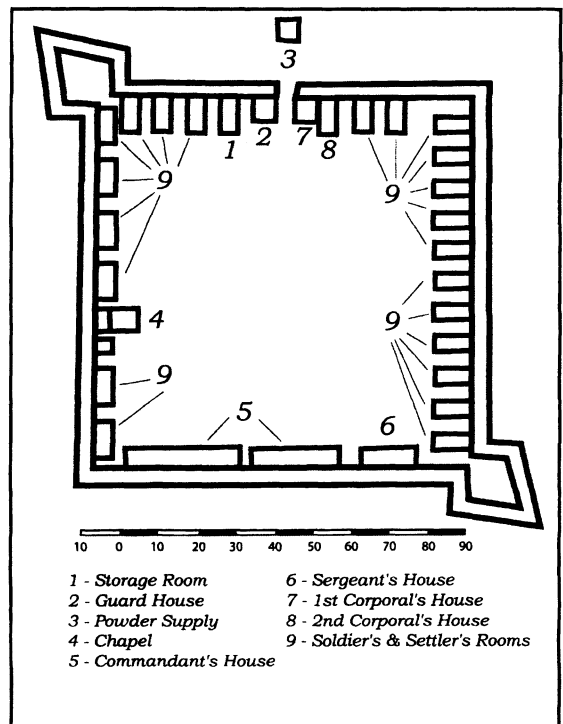 3
1
2
7
8
9
9
4
9
9
5
6
10 0 10 20 30 40 50 60 70 80 90
1 - Storage Room
2 - Guard House
3 - Powder Supply
4 - Chapel
5 - Commandant's House
6 - Sergeant's House
7 - 1st Corporal's House
8 - 2nd Corporal's House
9 - Soldier's & Settler's Rooms